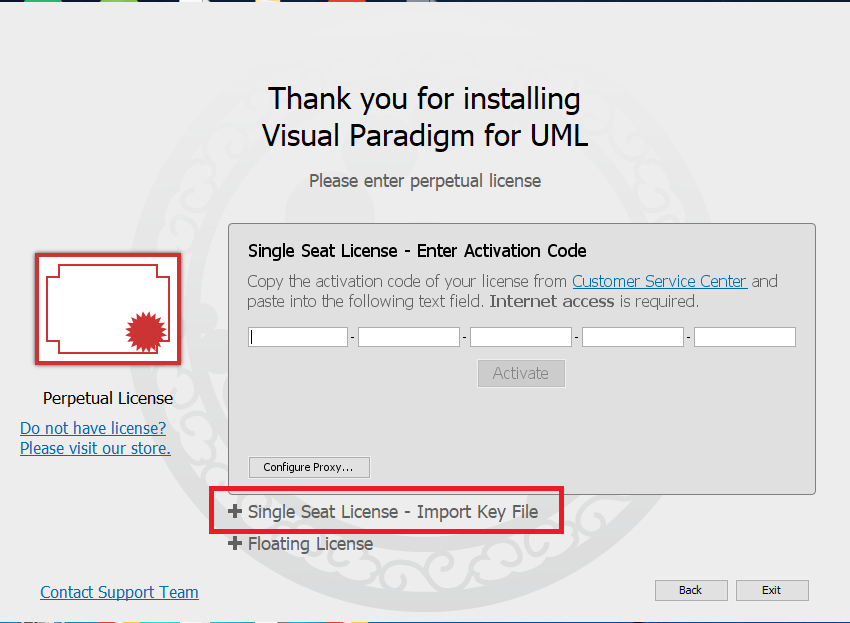 Thank you for installing
Visual Paradigm for UML
Please enter perpetual license
Single Seat License - Enter Activation Code
Copy the activation code of your license from Customer Service Center and
paste into the following text field. Internet access is required.
- - - -
Activate
Perpetual License
Do not have license?
Please visit our store.
Configure Proxy...
+ Single Seat License - Import Key File
+ Floating License
Contact Support Team
Back
Exit